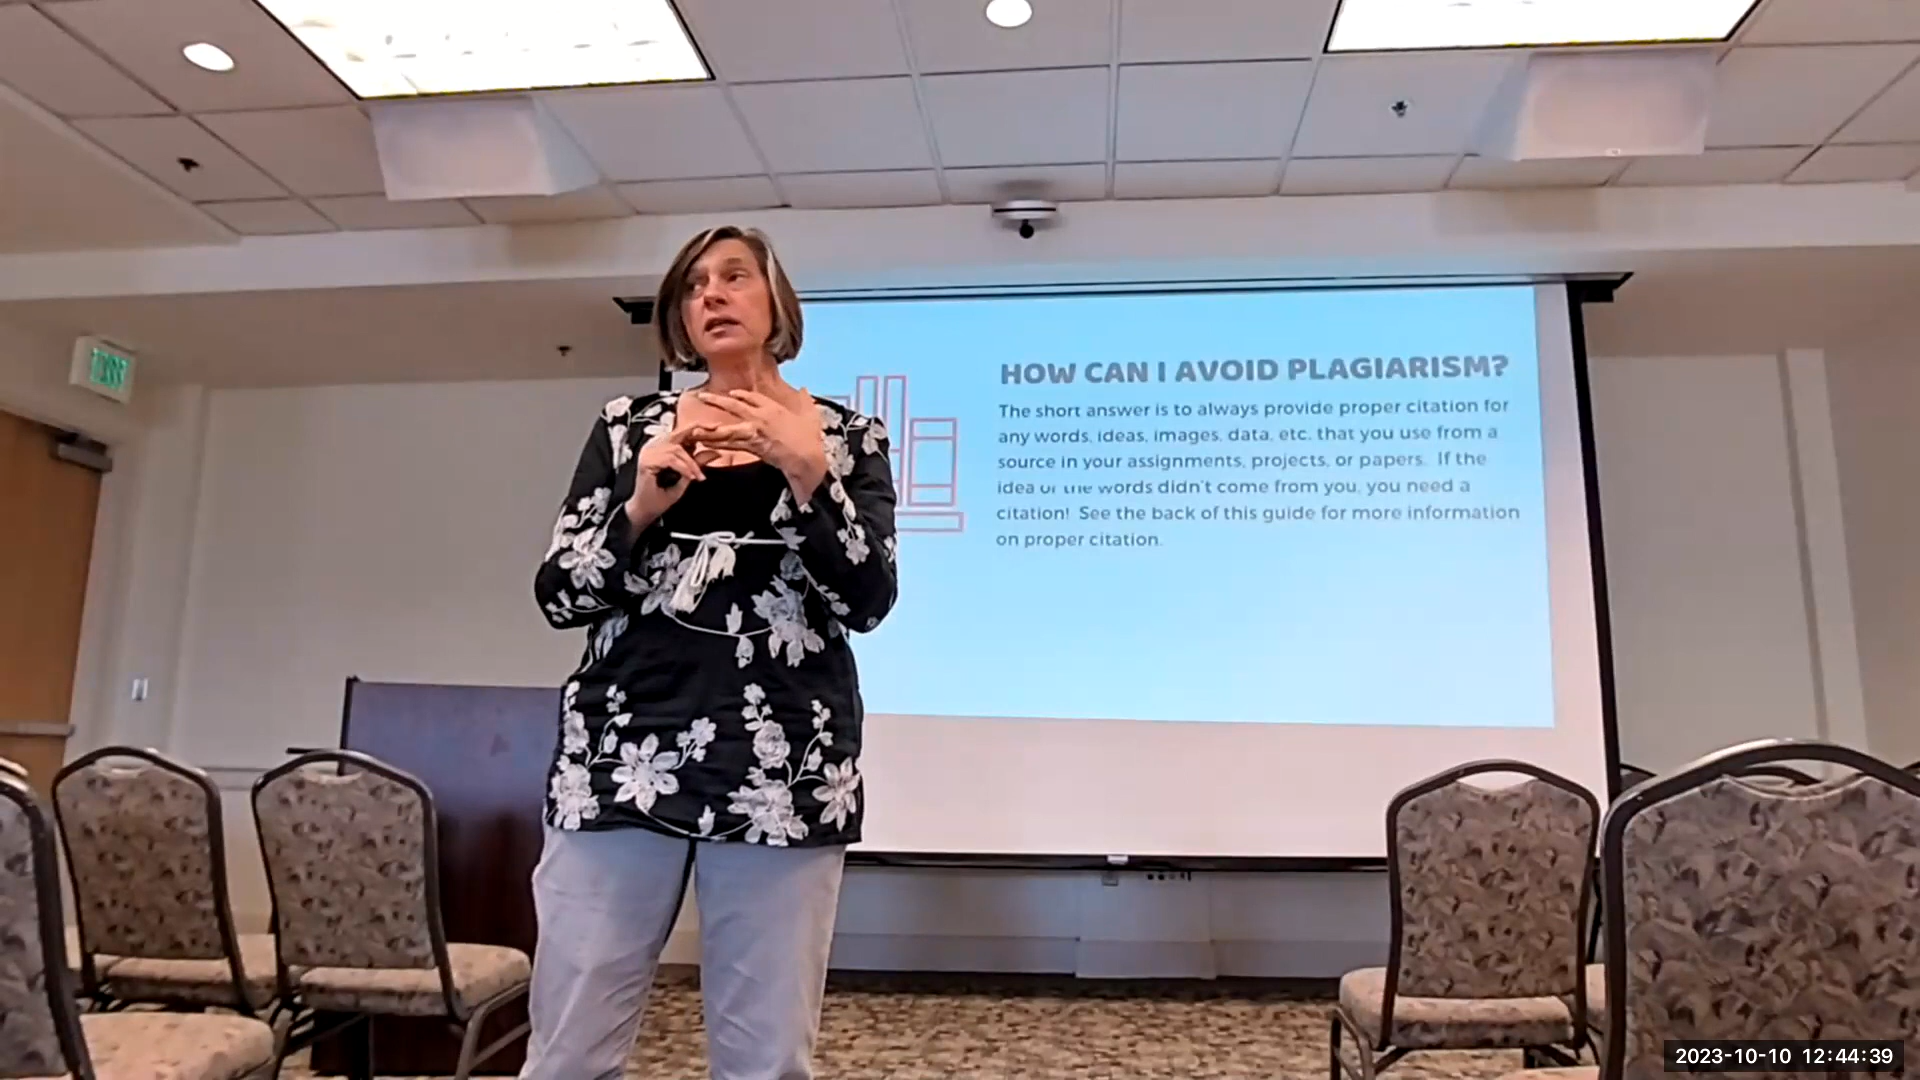 HOW CAN I AVOID PLAGIARISM?
The short answer is to always provide proper citation for
any words, ideas, images, data, etc. that you use from a
source in your assignments, projects, or papers. If the
idea or the words didn't come from you, you need a
citation! See the back of this guide for more information
on proper citation.
2023-10-10 12:44:39